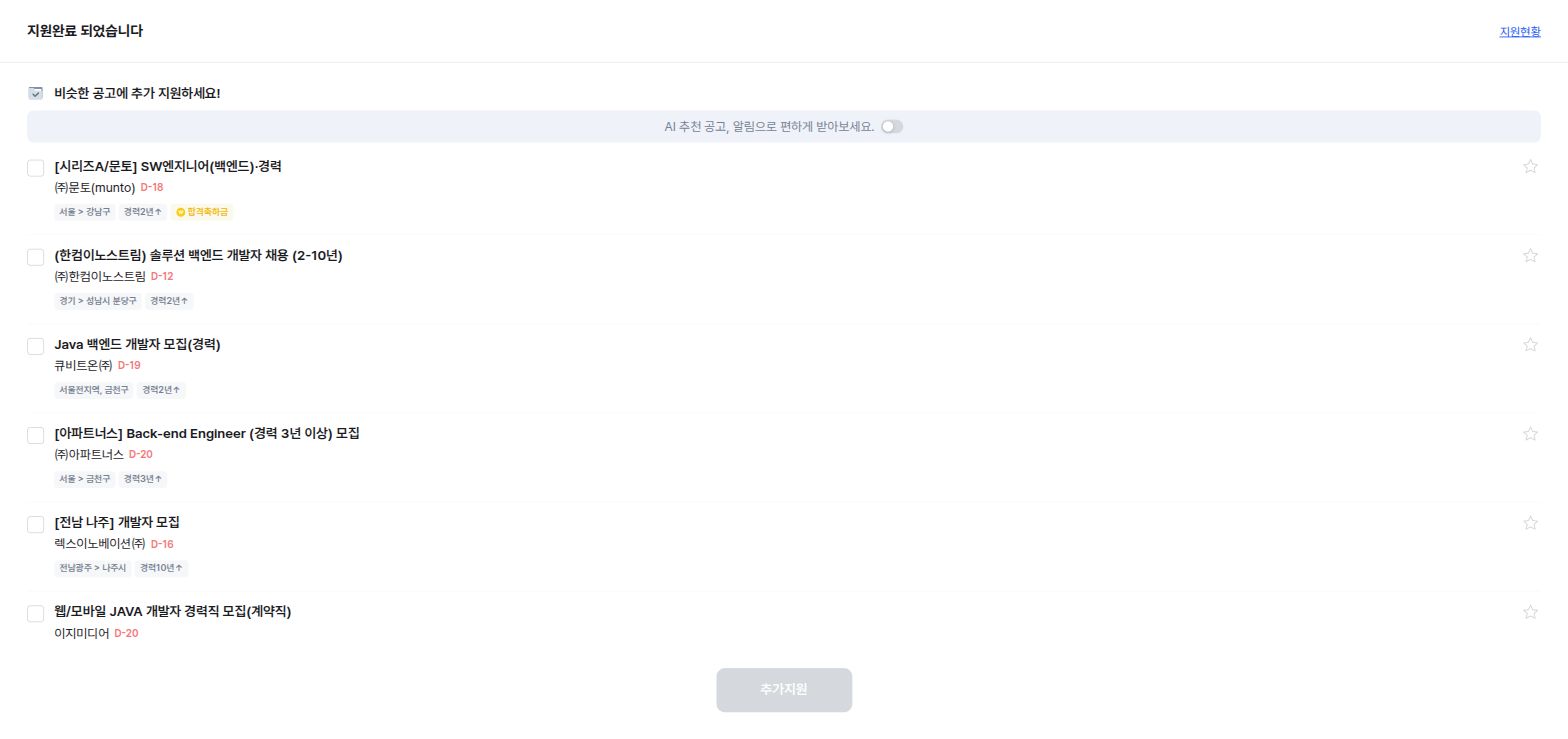 지원완료 되었습니다
지원현황
비슷한 공고에 추가 지원하세요!
AI 추천 공고, 알림으로 편하게 받아보세요.
[시리즈A/문토] SW엔지니어(백엔드)·경력
㈜문토(munto) D-18
서울 > 강남구 경력2년↑ 합격축하금
(한컴이노스트림) 솔루션 백엔드 개발자 채용 (2-10년)
㈜한컴이노스트림 D-12
경기 > 성남시 분당구 경력2년↑
Java 백엔드 개발자 모집(경력)
큐비트온㈜ D-19
서울전지역, 금천구 경력2년↑
[아파트너스] Back-end Engineer (경력 3년 이상) 모집
㈜아파트너스 D-20
서울 > 금천구 경력3년↑
[전남 나주] 개발자 모집
렉스이노베이션㈜ D-16
전남광주 > 나주시 경력10년↑
웹/모바일 JAVA 개발자 경력직 모집(계약직)
이지미디어 D-20
추가지원